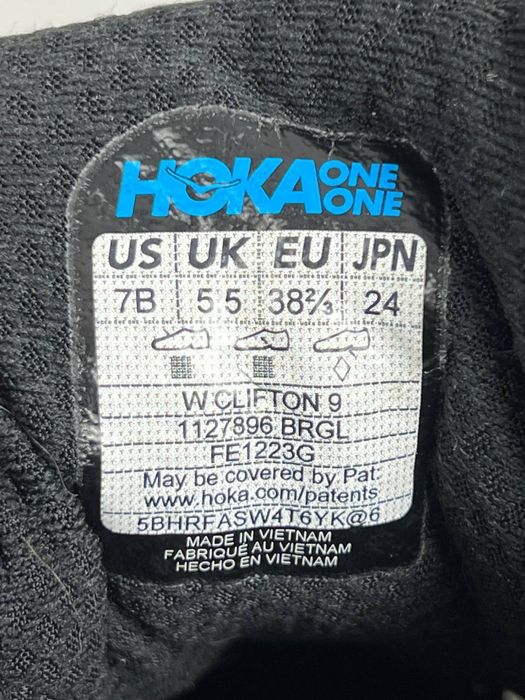 HOKA ONE ONE
US UK EU JPN
7B 5.5 38⅔ 24
W CLIFTON 9
1127896 BRGL
FE1223G
May be covered by Pat.
www.hoka.com/patents
5BHRFASW4T6YK@6
MADE IN VIETNAM
FABRIQUÉ AU VIETNAM
HECHO EN VIETNAM